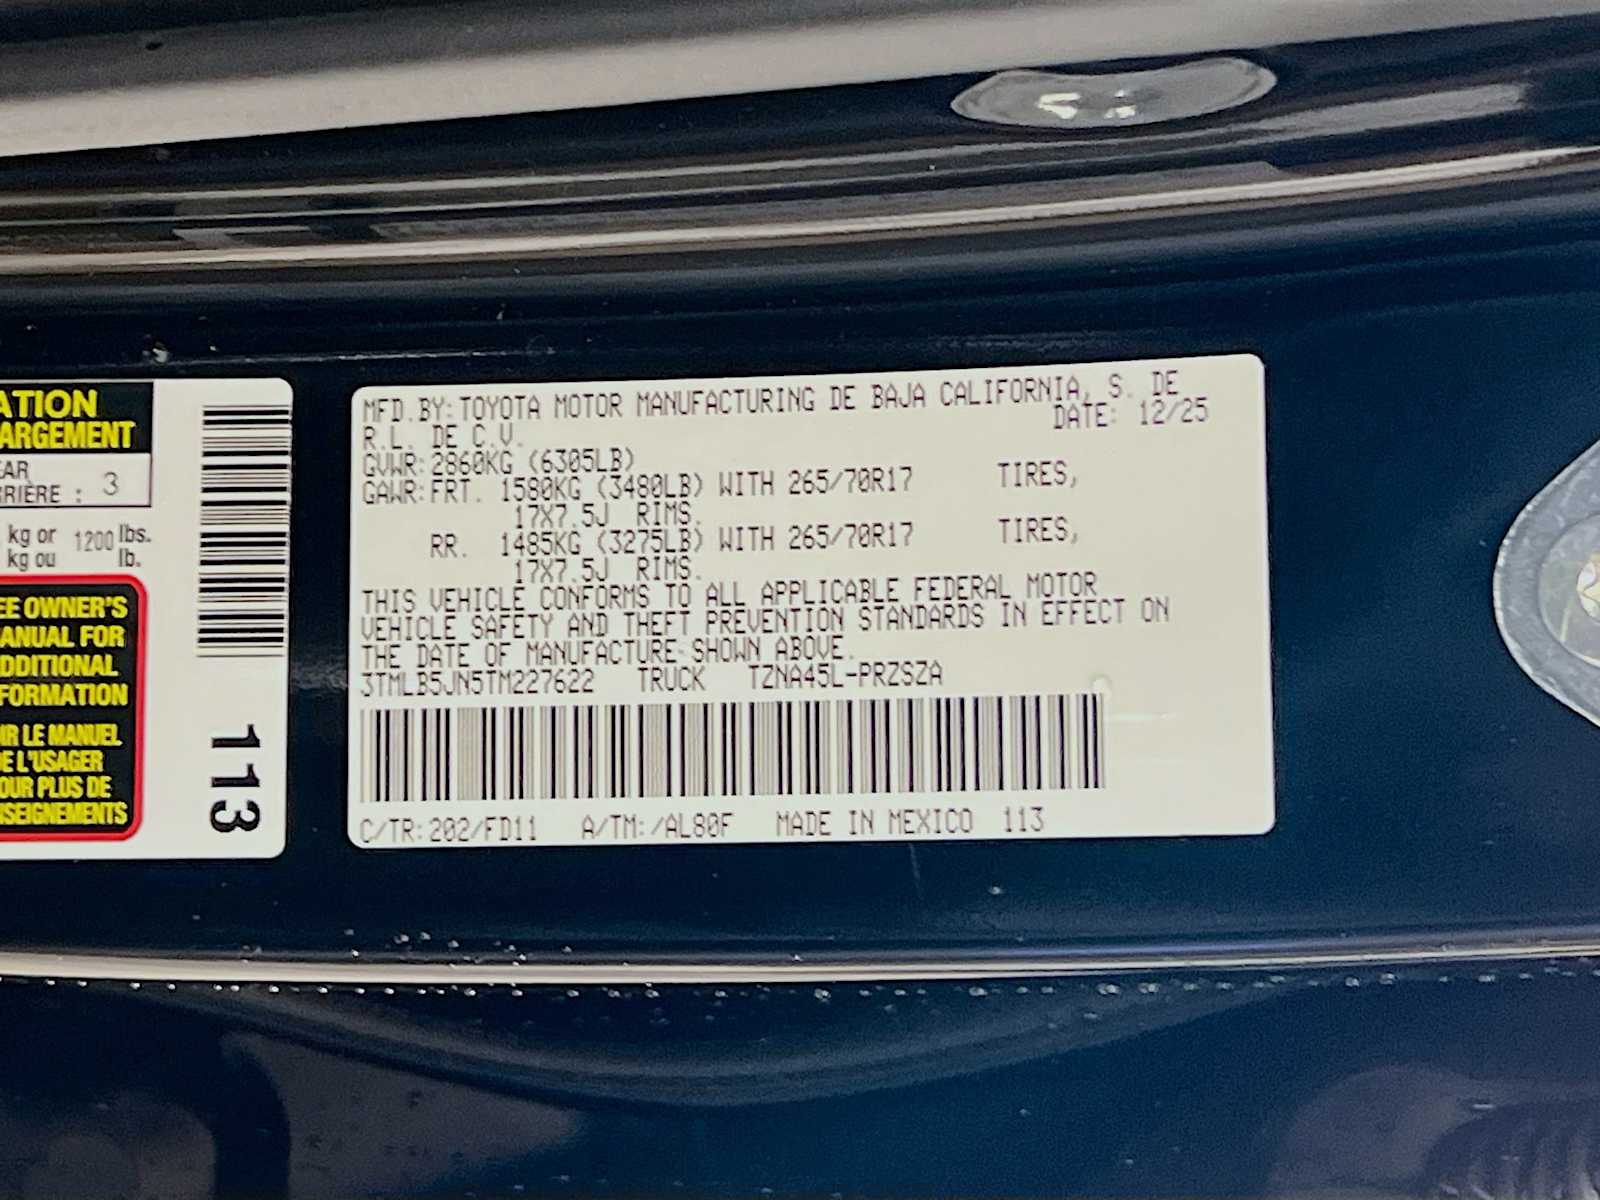 ATION
ARGEMENT
EAR
RRIÈRE : 3
kg or 1200 lbs.
kg ou lb.
EE OWNER'S
ANUAL FOR
DDITIONAL
FORMATION
IR LE MANUEL
E L'USAGER
OUR PLUS DE
NSEIGNEMENTS
113
MFD.BY:TOYOTA MOTOR MANUFACTURING DE BAJA CALIFORNIA, S. DE
R.L. DE C.V. DATE: 12/25
GVWR:2860KG (6305LB)
GAWR:FRT. 1580KG (3480LB) WITH 265/70R17 TIRES,
17X7.5J RIMS.
RR. 1485KG (3275LB) WITH 265/70R17 TIRES,
17X7.5J RIMS.
THIS VEHICLE CONFORMS TO ALL APPLICABLE FEDERAL MOTOR
VEHICLE SAFETY AND THEFT PREVENTION STANDARDS IN EFFECT ON
THE DATE OF MANUFACTURE SHOWN ABOVE.
3TMLB5JN5TM227622 TRUCK TZNA45L-PRZSZA
C/TR:202/FD11 A/TM:/AL80F MADE IN MEXICO 113